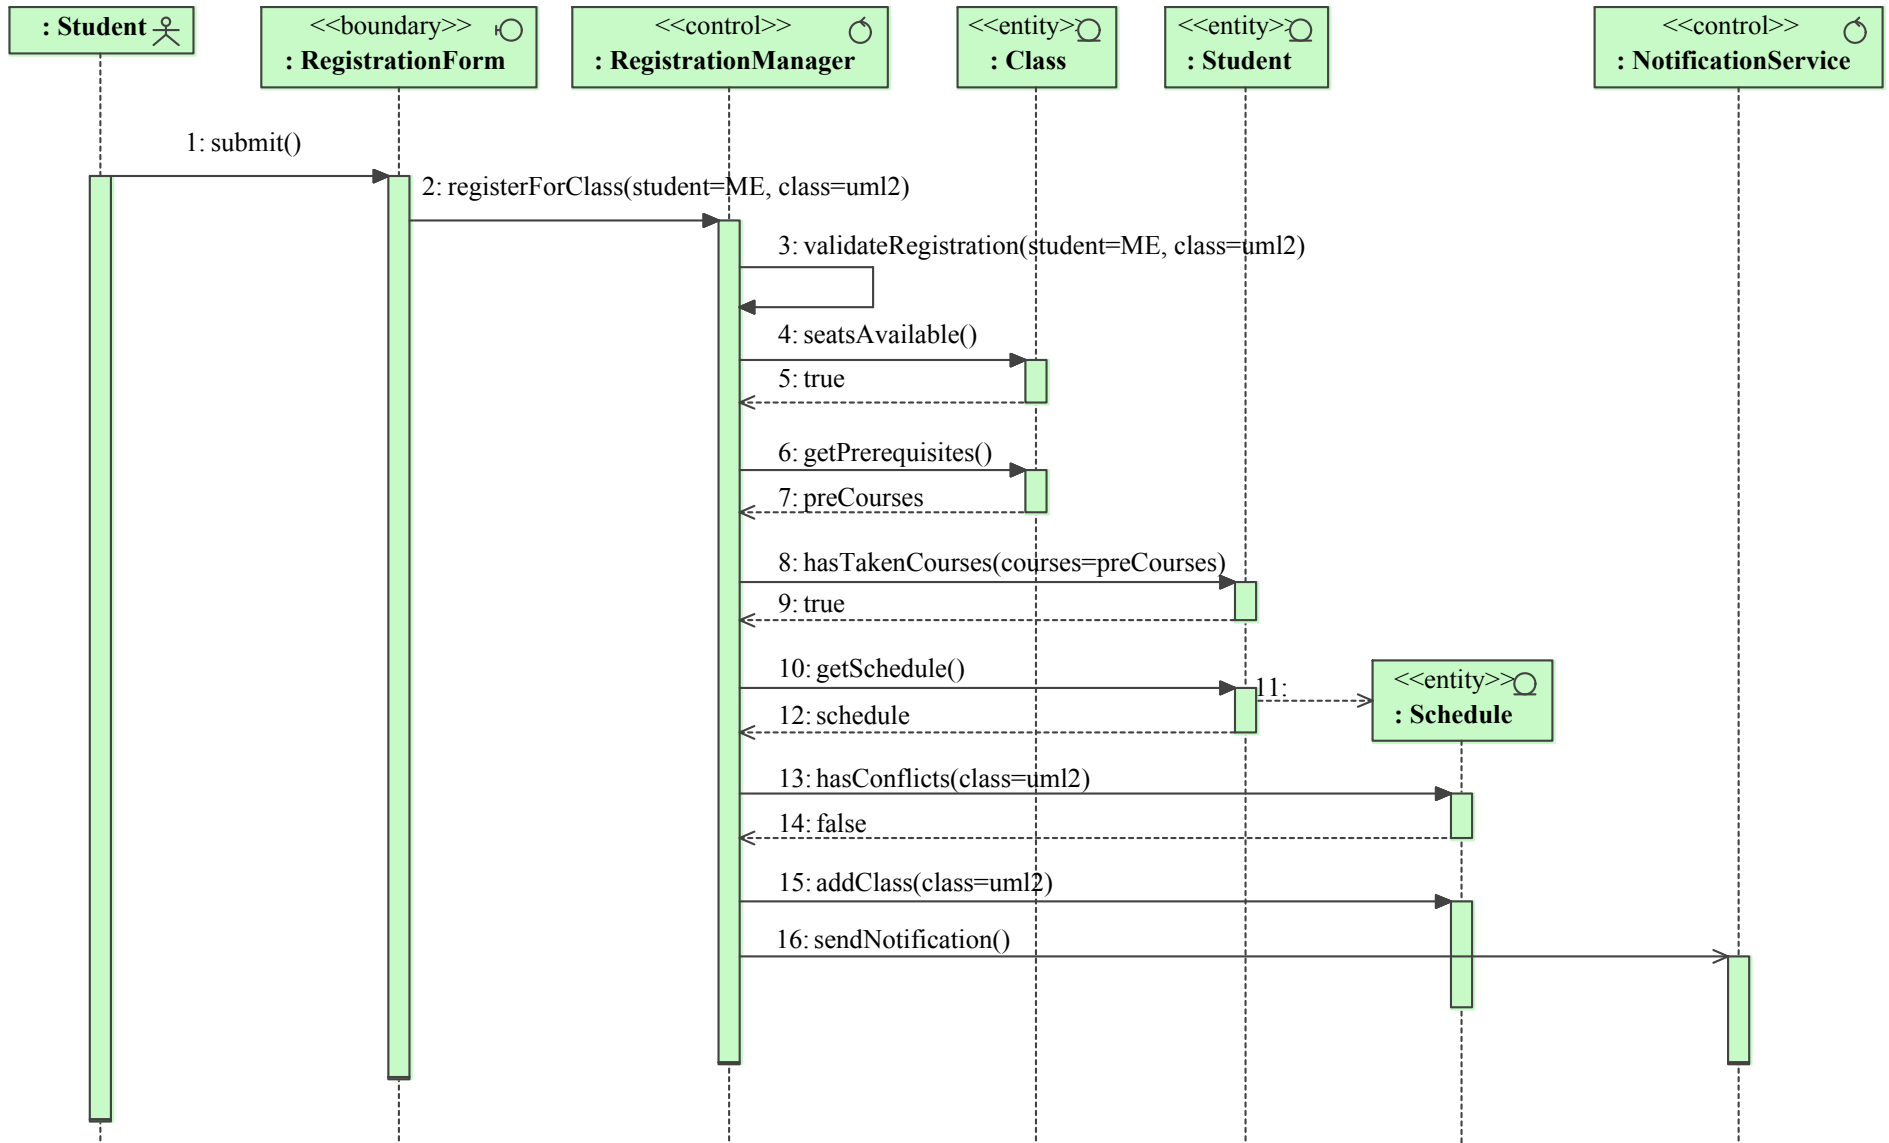 : Student
<<boundary>>
: RegistrationForm
<<control>>
: RegistrationManager
<<entity>>
: Class
<<entity>>
: Student
<<control>>
: NotificationService
1: submit()
2: registerForClass(student=ME, class=uml2)
3: validateRegistration(student=ME, class=uml2)
4: seatsAvailable()
5: true
6: getPrerequisites()
7: preCourses
8: hasTakenCourses(courses=preCourses)
9: true
10: getSchedule()
11:
<<entity>>
: Schedule
12: schedule
13: hasConflicts(class=uml2)
14: false
15: addClass(class=uml2)
16: sendNotification()